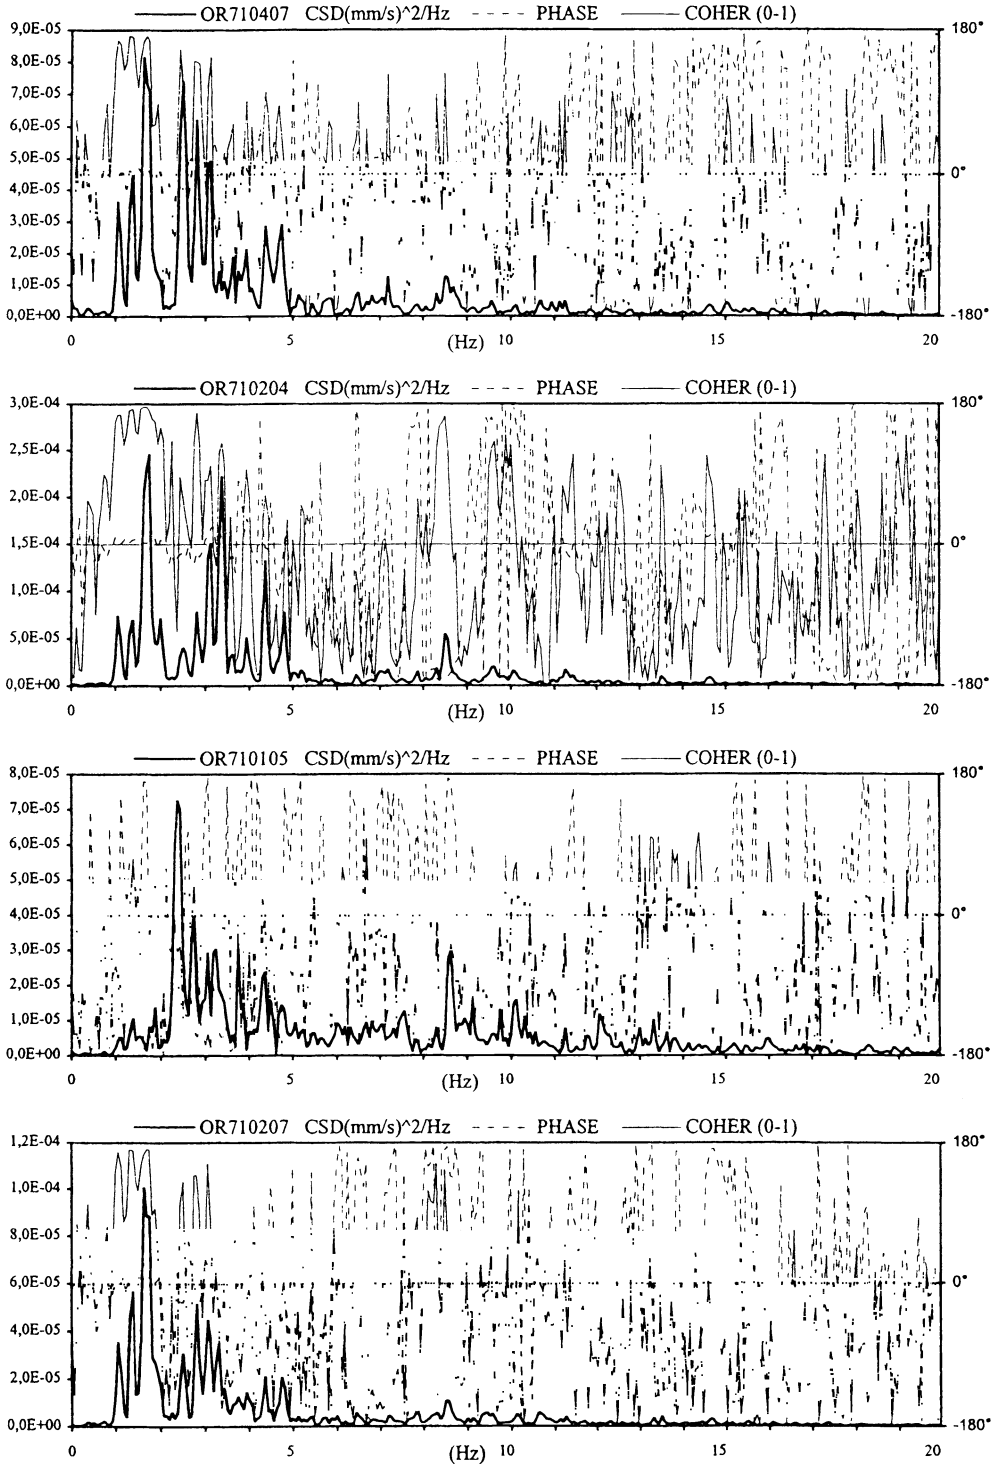 OR710407 CSD(mm/s)^2/Hz PHASE COHER (0-1)
9,0E-05 180°
8,0E-05
7,0E-05
6,0E-05
5,0E-05 0°
4,0E-05
3,0E-05
2,0E-05
1,0E-05
0,0E+00 -180°
0 5 (Hz) 10 15 20
OR710204 CSD(mm/s)^2/Hz PHASE COHER (0-1)
3,0E-04 180°
2,5E-04
2,0E-04
1,5E-04 0°
1,0E-04
5,0E-05
0,0E+00 -180°
0 5 (Hz) 10 15 20
OR710105 CSD(mm/s)^2/Hz PHASE COHER (0-1)
8,0E-05 180°
7,0E-05
6,0E-05
5,0E-05
4,0E-05 0°
3,0E-05
2,0E-05
1,0E-05
0,0E+00 -180°
0 5 (Hz) 10 15 20
OR710207 CSD(mm/s)^2/Hz PHASE COHER (0-1)
1,2E-04 180°
1,0E-04
8,0E-05
6,0E-05 0°
4,0E-05
2,0E-05
0,0E+00 -180°
0 5 (Hz) 10 15 20